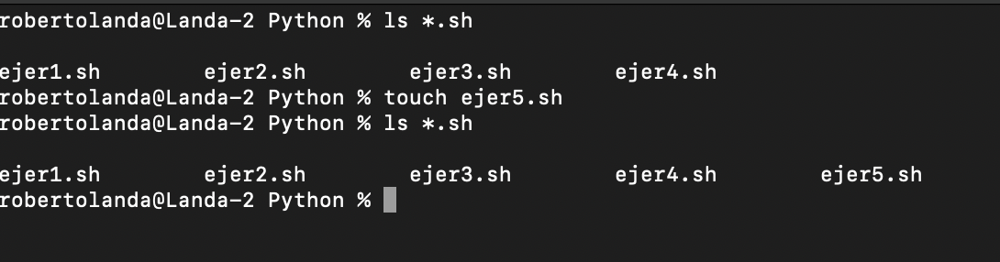 robertolanda@Landa-2 Python % ls *.sh
ejer1.sh ejer2.sh ejer3.sh ejer4.sh
robertolanda@Landa-2 Python % touch ejer5.sh
robertolanda@Landa-2 Python % ls *.sh
ejer1.sh ejer2.sh ejer3.sh ejer4.sh ejer5.sh
robertolanda@Landa-2 Python %